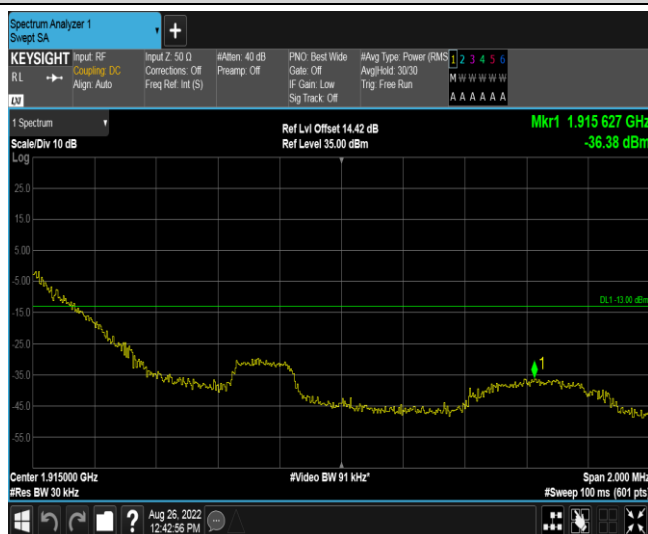 Spectrum Analyzer 1
Swept SA
+
KEYSIGHT
RL
LXI
Input: RF
Coupling: DC
Align: Auto
Input Z: 50 Ω
Corrections: Off
Freq Ref: Int (S)
#Atten: 40 dB
Preamp: Off
PNO: Best Wide
Gate: Off
IF Gain: Low
Sig Track: Off
#Avg Type: Power (RMS
Avg|Hold: 30/30
Trig: Free Run
1 2 3 4 5 6
M W W W W W
A A A A A A
1 Spectrum
Scale/Div 10 dB
Log
Ref Lvl Offset 14.42 dB
Ref Level 35.00 dBm
Mkr1 1.915 627 GHz
-36.38 dBm
25.0
15.0
5.00
-5.00
DL1 -13.00 dBm
-15.0
-25.0
-35.0
1
-45.0
-55.0
Center 1.915000 GHz
#Res BW 30 kHz
#Video BW 91 kHz*
Span 2.000 MHz
#Sweep 100 ms (601 pts)
?
Aug 26, 2022
12:42:56 PM